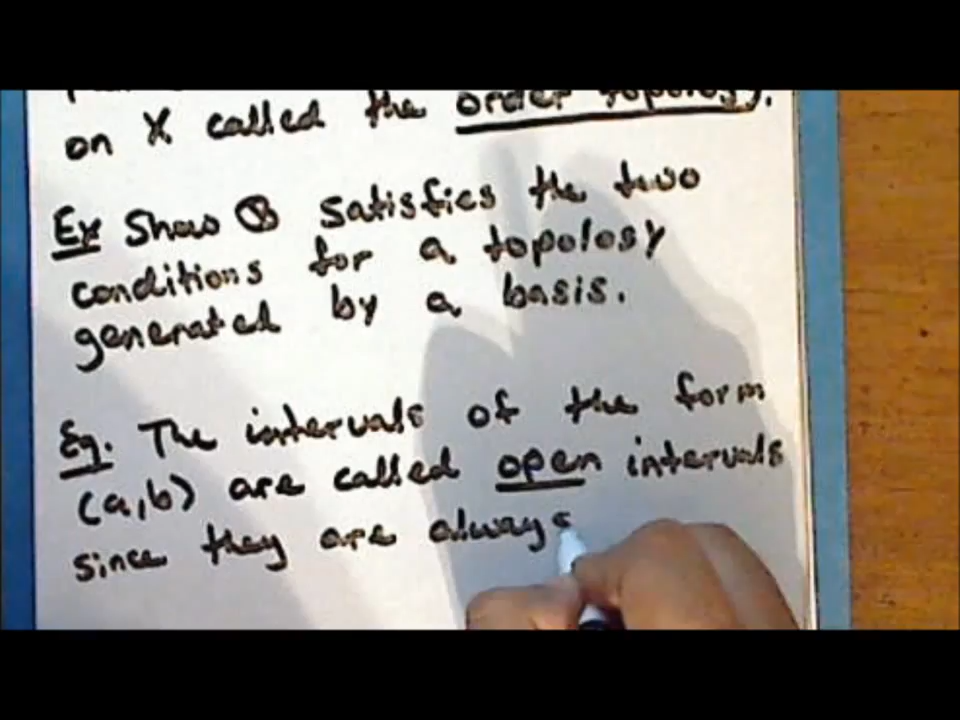 on X called the order topology.
Ex Show B satisfies the two
conditions for a topology
generated by a basis.
Eg. The intervals of the form
(a,b) are called open intervals
since they are always